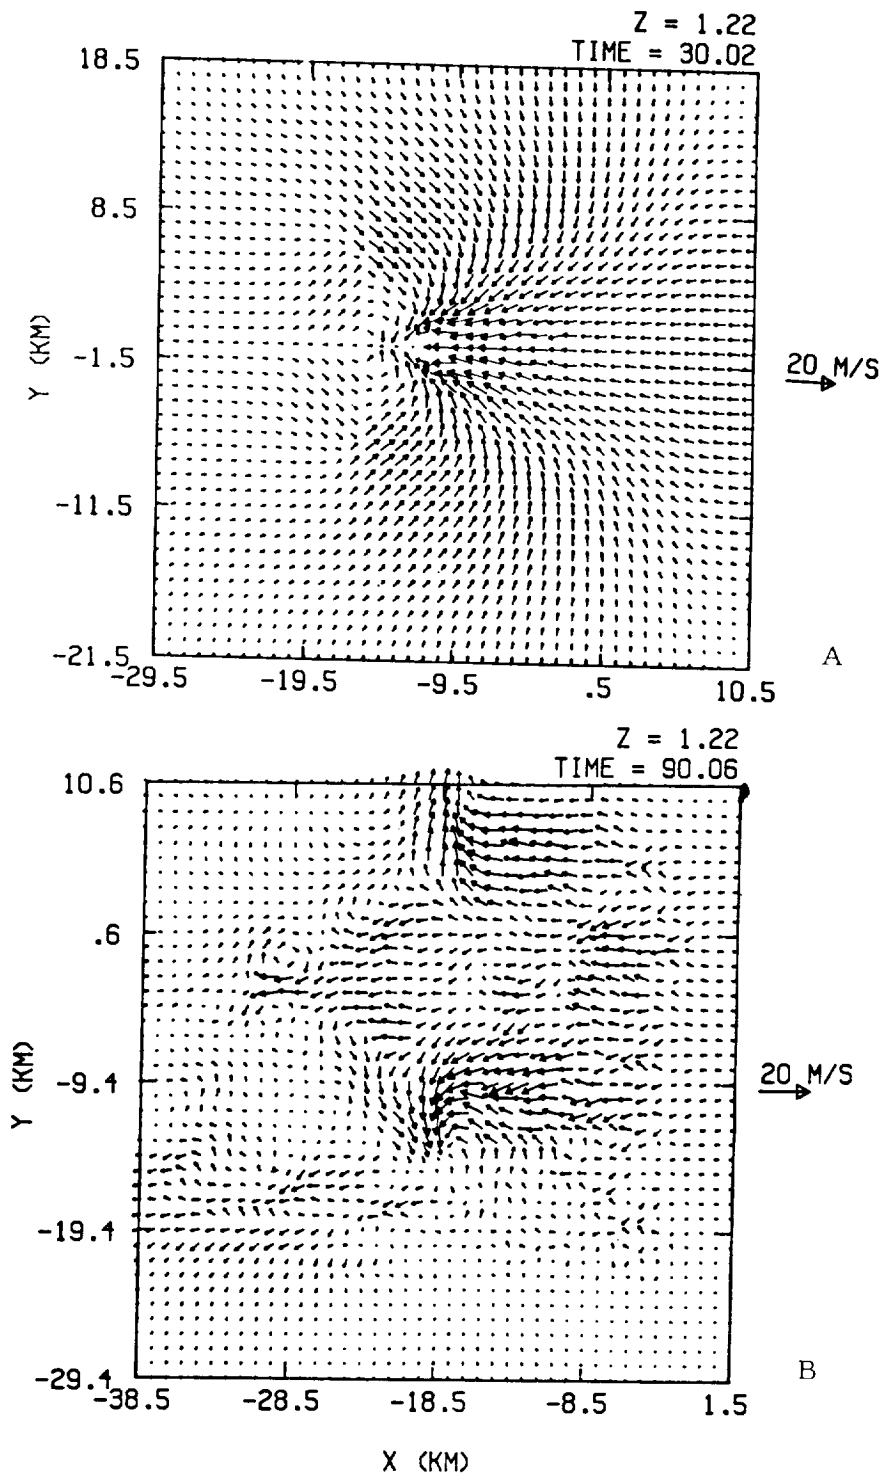 Z = 1.22
TIME = 30.02
18.5
8.5
Y (KM)
-1.5
20 M/S
-11.5
-21.5
A
-29.5 -19.5 -9.5 .5 10.5
Z = 1.22
TIME = 90.06
10.6
.6
Y (KM)
-9.4
20 M/S
-19.4
-29.4
B
-38.5 -28.5 -18.5 -8.5 1.5
X (KM)